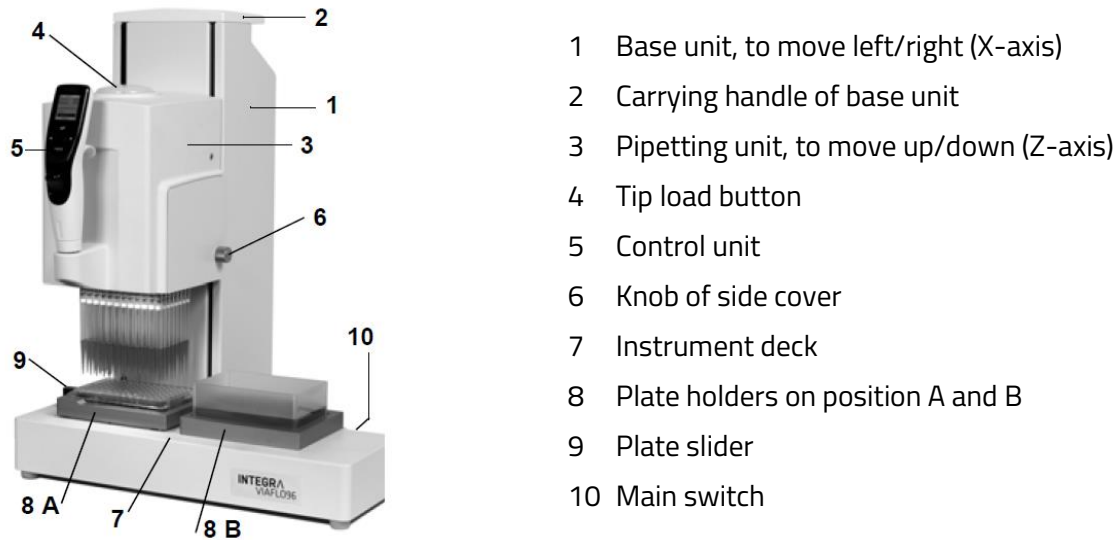 2
4
1
3
5
6
10
9
INTEGRA
VIAFLO96
8 A
7
8 B
1 Base unit, to move left/right (X-axis)
2 Carrying handle of base unit
3 Pipetting unit, to move up/down (Z-axis)
4 Tip load button
5 Control unit
6 Knob of side cover
7 Instrument deck
8 Plate holders on position A and B
9 Plate slider
10 Main switch